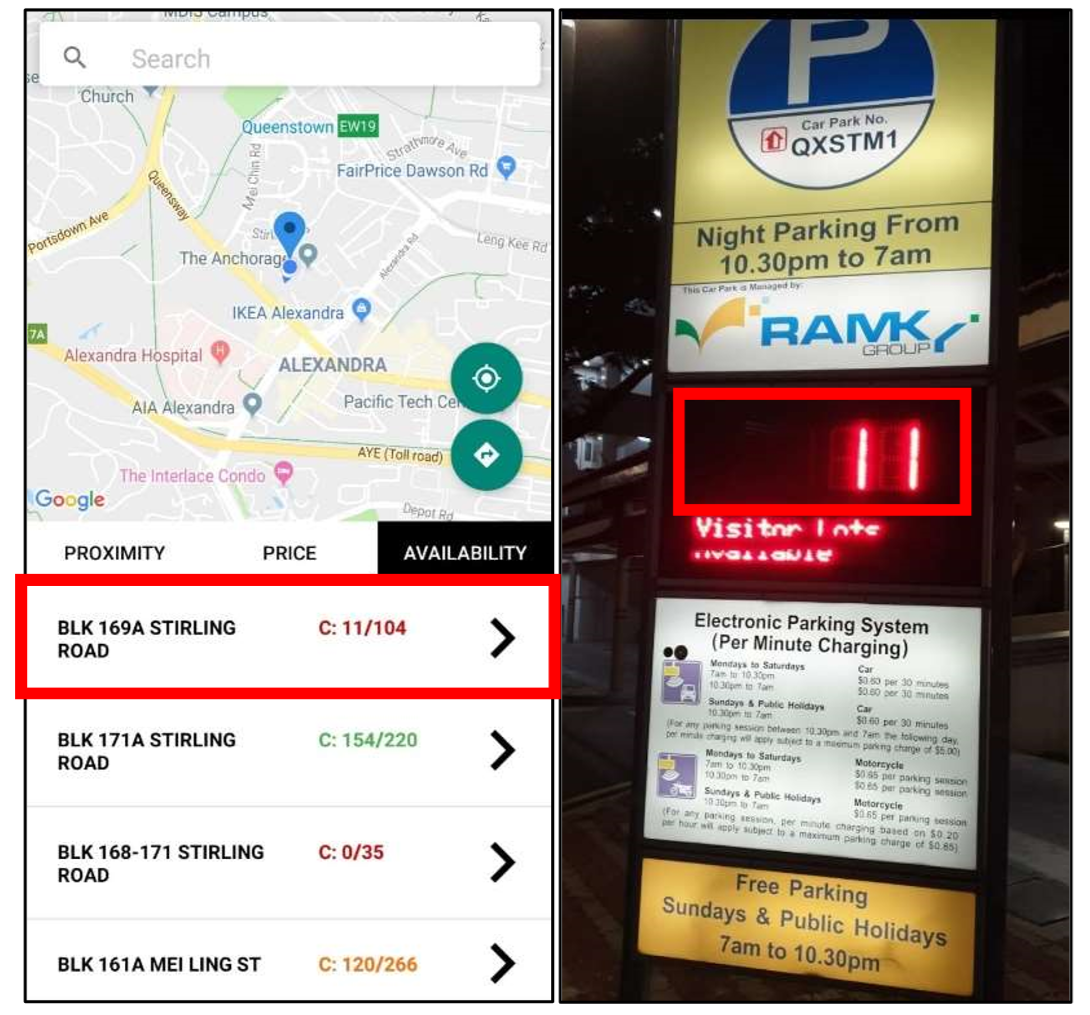 MDIS Campus
Search
Church
Queenstown EW19
Strathmore Ave
Mei Chin Rd
FairPrice Dawson Rd
Queensway
Portsdown Ave
Leng Kee Rd
The Anchorag
Alexandra Rd
IKEA Alexandra
7A
Alexandra Hospital
H
ALEXANDRA
AIA Alexandra
Pacific Tech Cen
AYE (Toll road)
The Interlace Condo
Google
Depot Rd
PROXIMITY
PRICE
AVAILABILITY
BLK 169A STIRLING
ROAD
C: 11/104
BLK 171A STIRLING
ROAD
C: 154/220
BLK 168-171 STIRLING
ROAD
C: 0/35
BLK 161A MEI LING ST
C: 120/266
P
Car Park No.
QXSTM1
Night Parking From
10.30pm to 7am
This Car Park is Managed by:
RAMKY
GROUP
11
Visitor Lots
Available
Electronic Parking System
(Per Minute Charging)
Mondays to Saturdays
Car
7am to 10.30pm
$0.60 per 30 minutes
10.30pm to 7am
$0.60 per 30 minutes
Sundays & Public Holidays
Car
10.30pm to 7am
$0.60 per 30 minutes
(For any parking session between 10.30pm and 7am the following day,
per minute charging will apply subject to a maximum parking charge of $5.00)
Mondays to Saturdays
Motorcycle
7am to 10.30pm
$0.65 per parking session
10.30pm to 7am
$0.65 per parking session
Sundays & Public Holidays
Motorcycle
10.30pm to 7am
$0.65 per parking session
(For any parking session, per minute charging based on $0.20
per hour will apply subject to a maximum parking charge of $0.65)
Free Parking
Sundays & Public Holidays
7am to 10.30pm